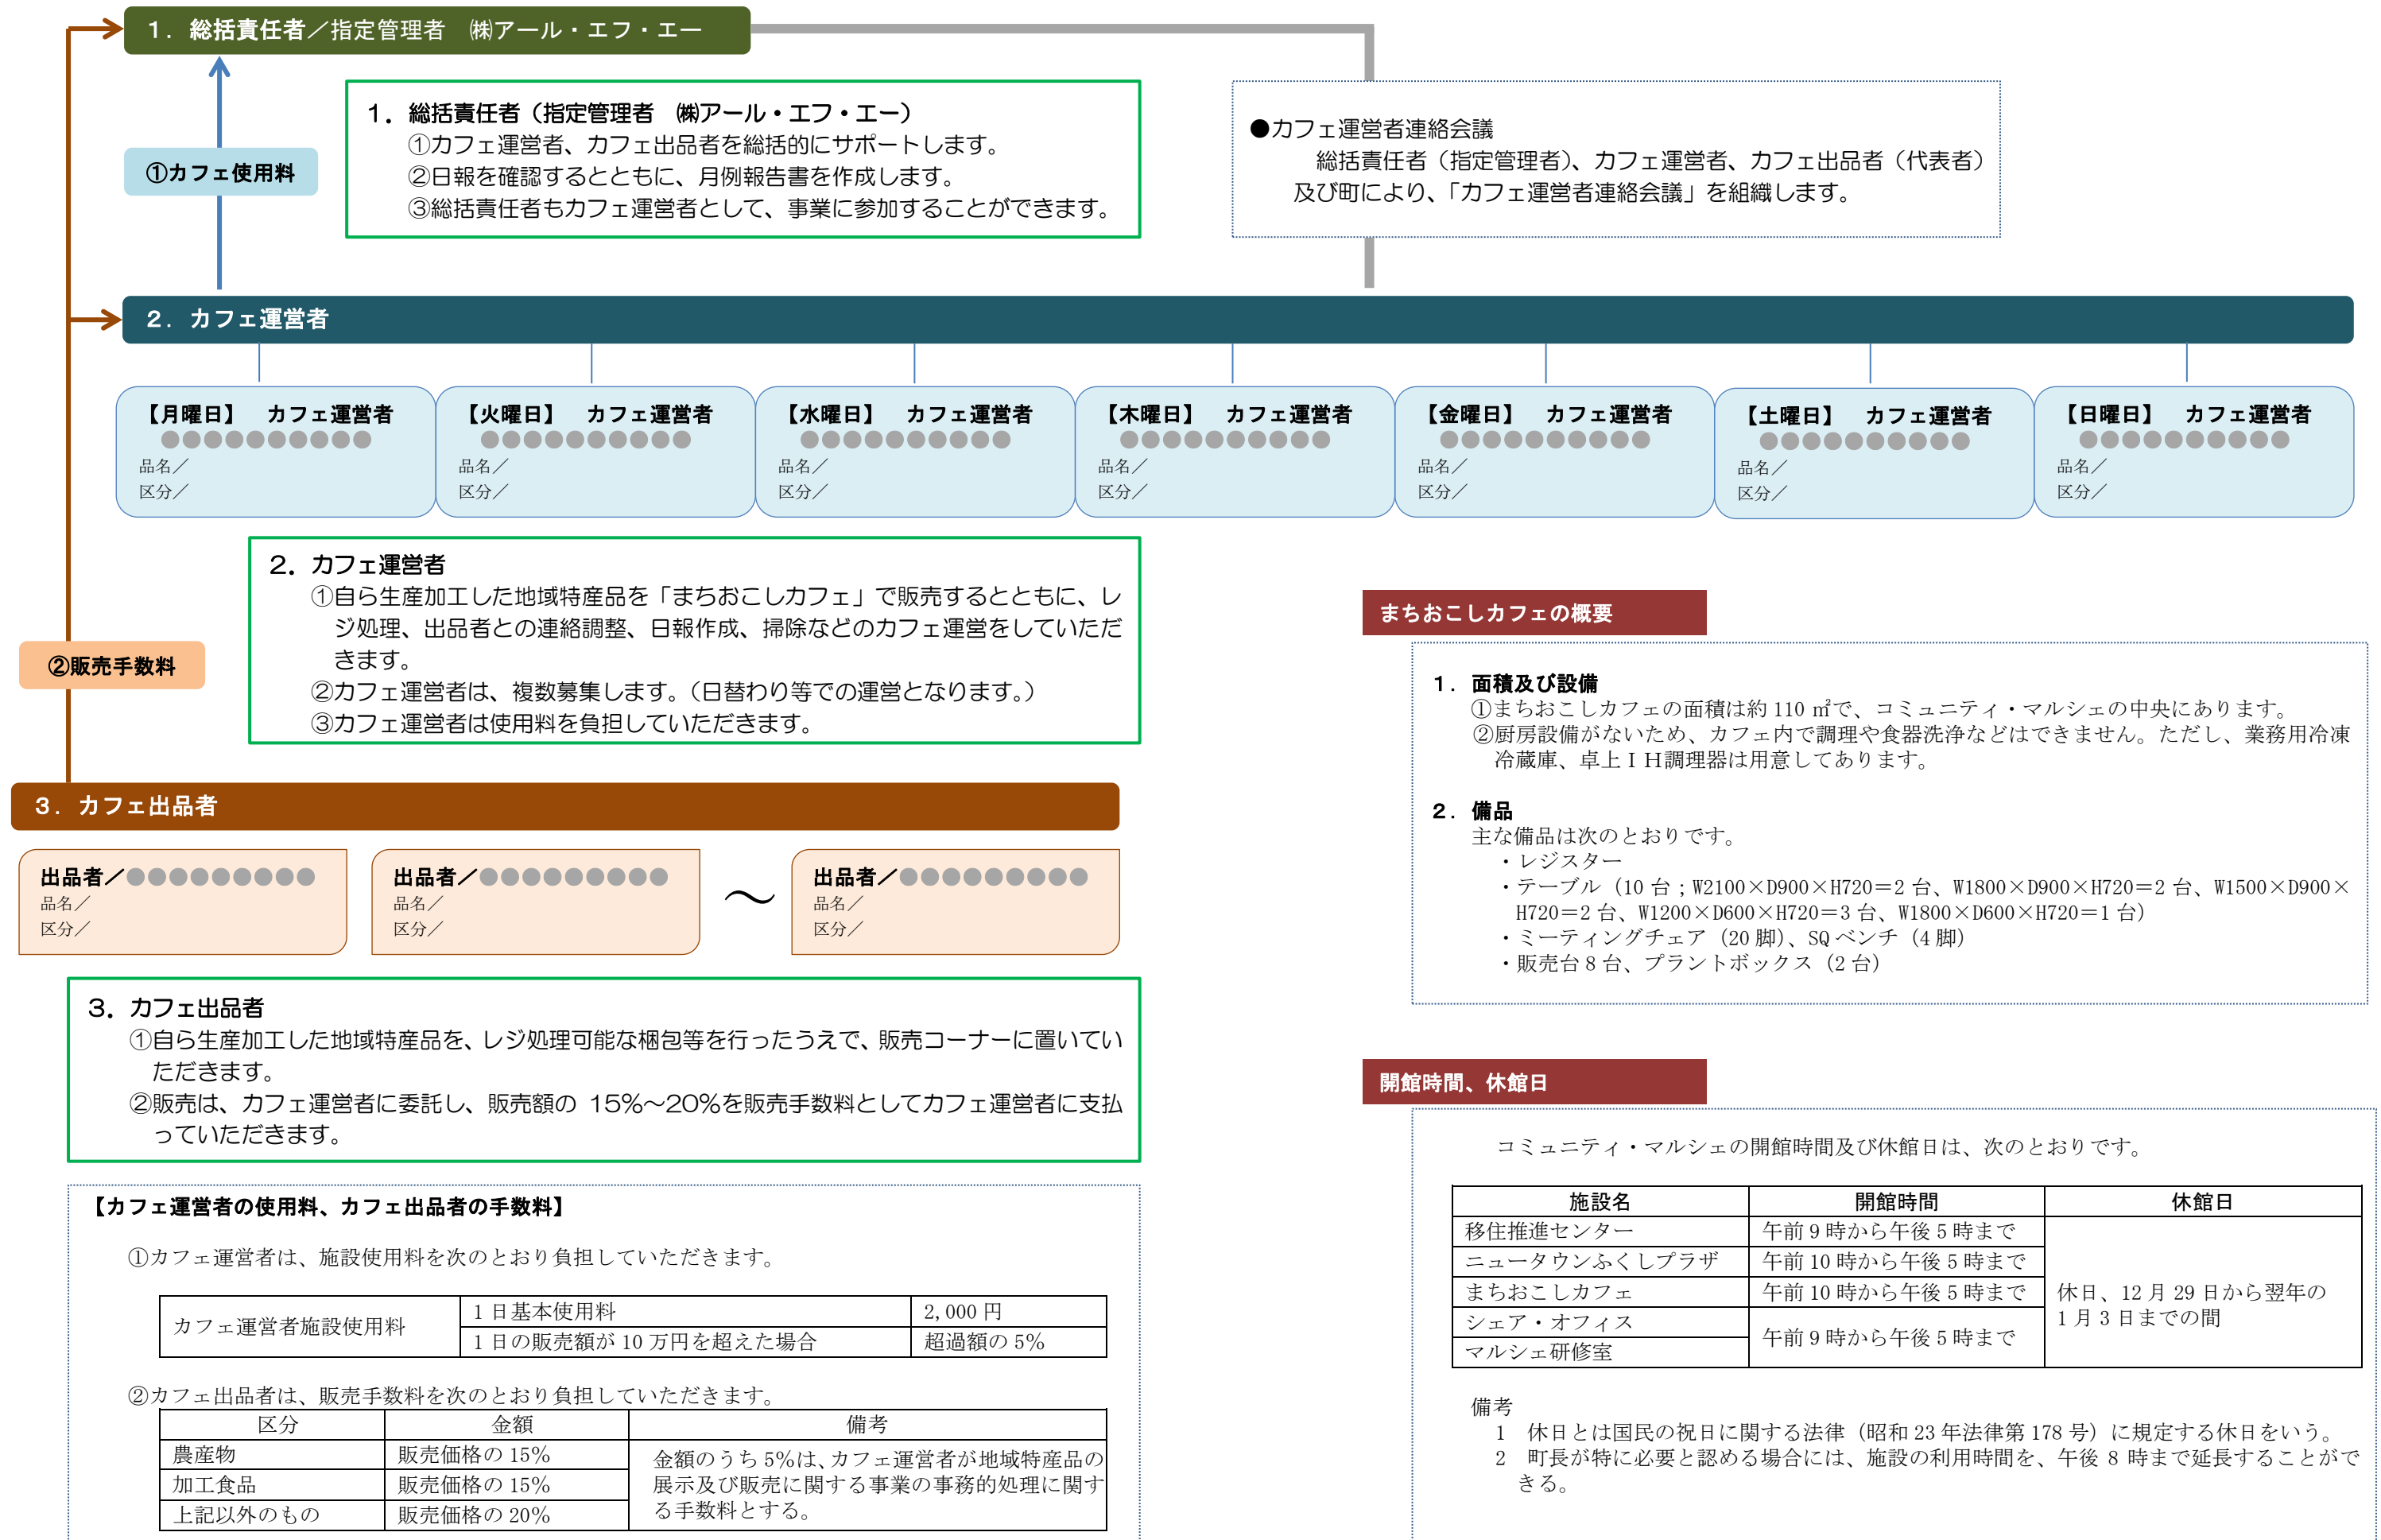 １．総括責任者／指定管理者　㈱アール・エフ・エー
①カフェ使用料
１．総括責任者（指定管理者　㈱アール・エフ・エー）
①カフェ運営者、カフェ出品者を総括的にサポートします。
②日報を確認するとともに、月例報告書を作成します。
③総括責任者もカフェ運営者として、事業に参加することができます。
●カフェ運営者連絡会議
総括責任者（指定管理者）、カフェ運営者、カフェ出品者（代表者）
及び町により、「カフェ運営者連絡会議」を組織します。
２．カフェ運営者
【月曜日】　カフェ運営者
●●●●●●●●●●
品名／
区分／
【火曜日】　カフェ運営者
●●●●●●●●●●
品名／
区分／
【水曜日】　カフェ運営者
●●●●●●●●●●
品名／
区分／
【木曜日】　カフェ運営者
●●●●●●●●●●
品名／
区分／
【金曜日】　カフェ運営者
●●●●●●●●●●
品名／
区分／
【土曜日】　カフェ運営者
●●●●●●●●●●
品名／
区分／
【日曜日】　カフェ運営者
●●●●●●●●●●
品名／
区分／
２．カフェ運営者
①自ら生産加工した地域特産品を「まちおこしカフェ」で販売するとともに、レ
ジ処理、出品者との連絡調整、日報作成、掃除などのカフェ運営をしていただ
きます。
②カフェ運営者は、複数募集します。（日替わり等での運営となります。）
③カフェ運営者は使用料を負担していただきます。
②販売手数料
３．カフェ出品者
出品者／●●●●●●●●●
品名／
区分／
出品者／●●●●●●●●●
品名／
区分／
～
出品者／●●●●●●●●●
品名／
区分／
３．カフェ出品者
①自ら生産加工した地域特産品を、レジ処理可能な梱包等を行ったうえで、販売コーナーに置いてい
ただきます。
②販売は、カフェ運営者に委託し、販売額の 15%～20%を販売手数料としてカフェ運営者に支払
っていただきます。
【カフェ運営者の使用料、カフェ出品者の手数料】
①カフェ運営者は、施設使用料を次のとおり負担していただきます。
カフェ運営者施設使用料
1 日基本使用料　2,000 円
1 日の販売額が 10 万円を超えた場合　超過額の 5%
②カフェ出品者は、販売手数料を次のとおり負担していただきます。
区分　金額　備考
農産物　販売価格の 15%
加工食品　販売価格の 15%
上記以外のもの　販売価格の 20%
金額のうち 5%は、カフェ運営者が地域特産品の
展示及び販売に関する事業の事務的処理に関す
る手数料とする。
まちおこしカフェの概要
１．面積及び設備
①まちおこしカフェの面積は約 110 ㎡で、コミュニティ・マルシェの中央にあります。
②厨房設備がないため、カフェ内で調理や食器洗浄などはできません。ただし、業務用冷凍
冷蔵庫、卓上ＩＨ調理器は用意してあります。
２．備品
主な備品は次のとおりです。
・レジスター
・テーブル（10 台；W2100×D900×H720＝2 台、W1800×D900×H720＝2 台、W1500×D900×
H720＝2 台、W1200×D600×H720＝3 台、W1800×D600×H720＝1 台）
・ミーティングチェア（20 脚）、SQ ベンチ（4 脚）
・販売台 8 台、プラントボックス（2 台）
開館時間、休館日
コミュニティ・マルシェの開館時間及び休館日は、次のとおりです。
施設名　開館時間　休館日
移住推進センター　午前 9 時から午後 5 時まで
ニュータウンふくしプラザ　午前 10 時から午後 5 時まで
まちおこしカフェ　午前 10 時から午後 5 時まで
シェア・オフィス
マルシェ研修室
午前 9 時から午後 5 時まで
休日、12 月 29 日から翌年の
1 月 3 日までの間
備考
1　休日とは国民の祝日に関する法律（昭和 23 年法律第 178 号）に規定する休日をいう。
2　町長が特に必要と認める場合には、施設の利用時間を、午後 8 時まで延長することがで
きる。